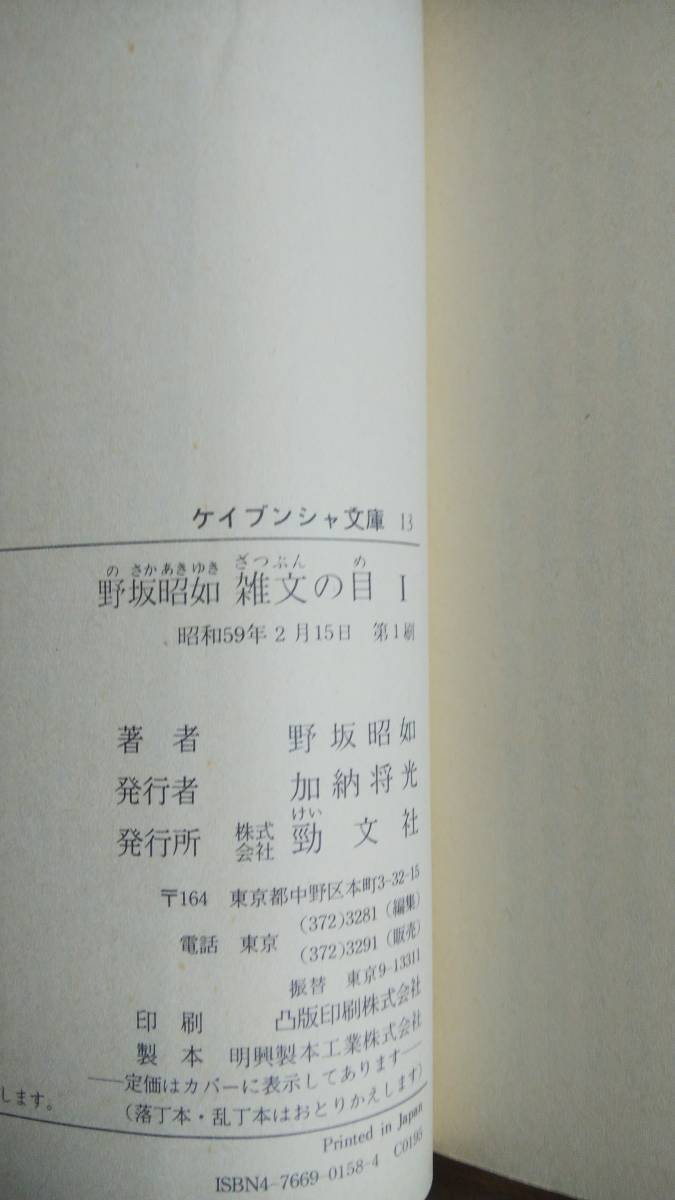 ケイブンシャ文庫 13
のさかあきゆき ざつぶん め
野坂昭如 雑文の目 I
昭和59年2月15日 第1刷
著者 野坂昭如
発行者 加納将光
けい
発行所 株式会社 勁文社
〒164 東京都中野区本町3-32-15
電話 東京 (372)3281(編集)
(372)3291(販売)
振替 東京9-13311
印刷 凸版印刷株式会社
製本 明興製本工業株式会社
――定価はカバーに表示してあります――
(落丁本・乱丁本はおとりかえします)
します。
Printed in Japan
ISBN4-7669-0158-4 C0195